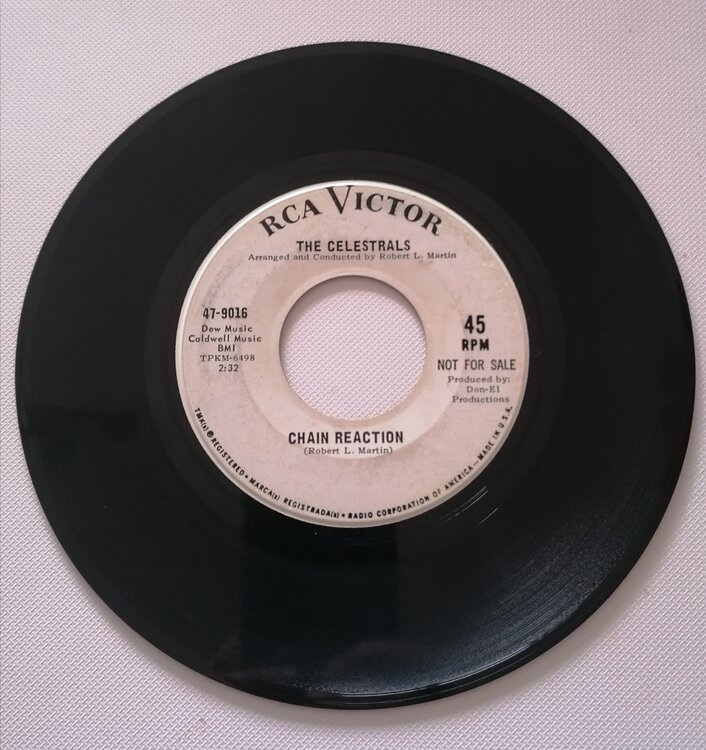 RCA VICTOR
THE CELESTRALS
Arranged and Conducted by Robert L. Martin
47-9016
Dew Music
Caldwell Music
BMI
TPKM-6498
2:32
45
RPM
NOT FOR SALE
Produced by:
Don-El
Productions
CHAIN REACTION
(Robert L. Martin)
TMK(s) ® REGISTERED • MARCA(s) REGISTRADA(s) • RADIO CORPORATION OF AMERICA — MADE IN U.S.A.